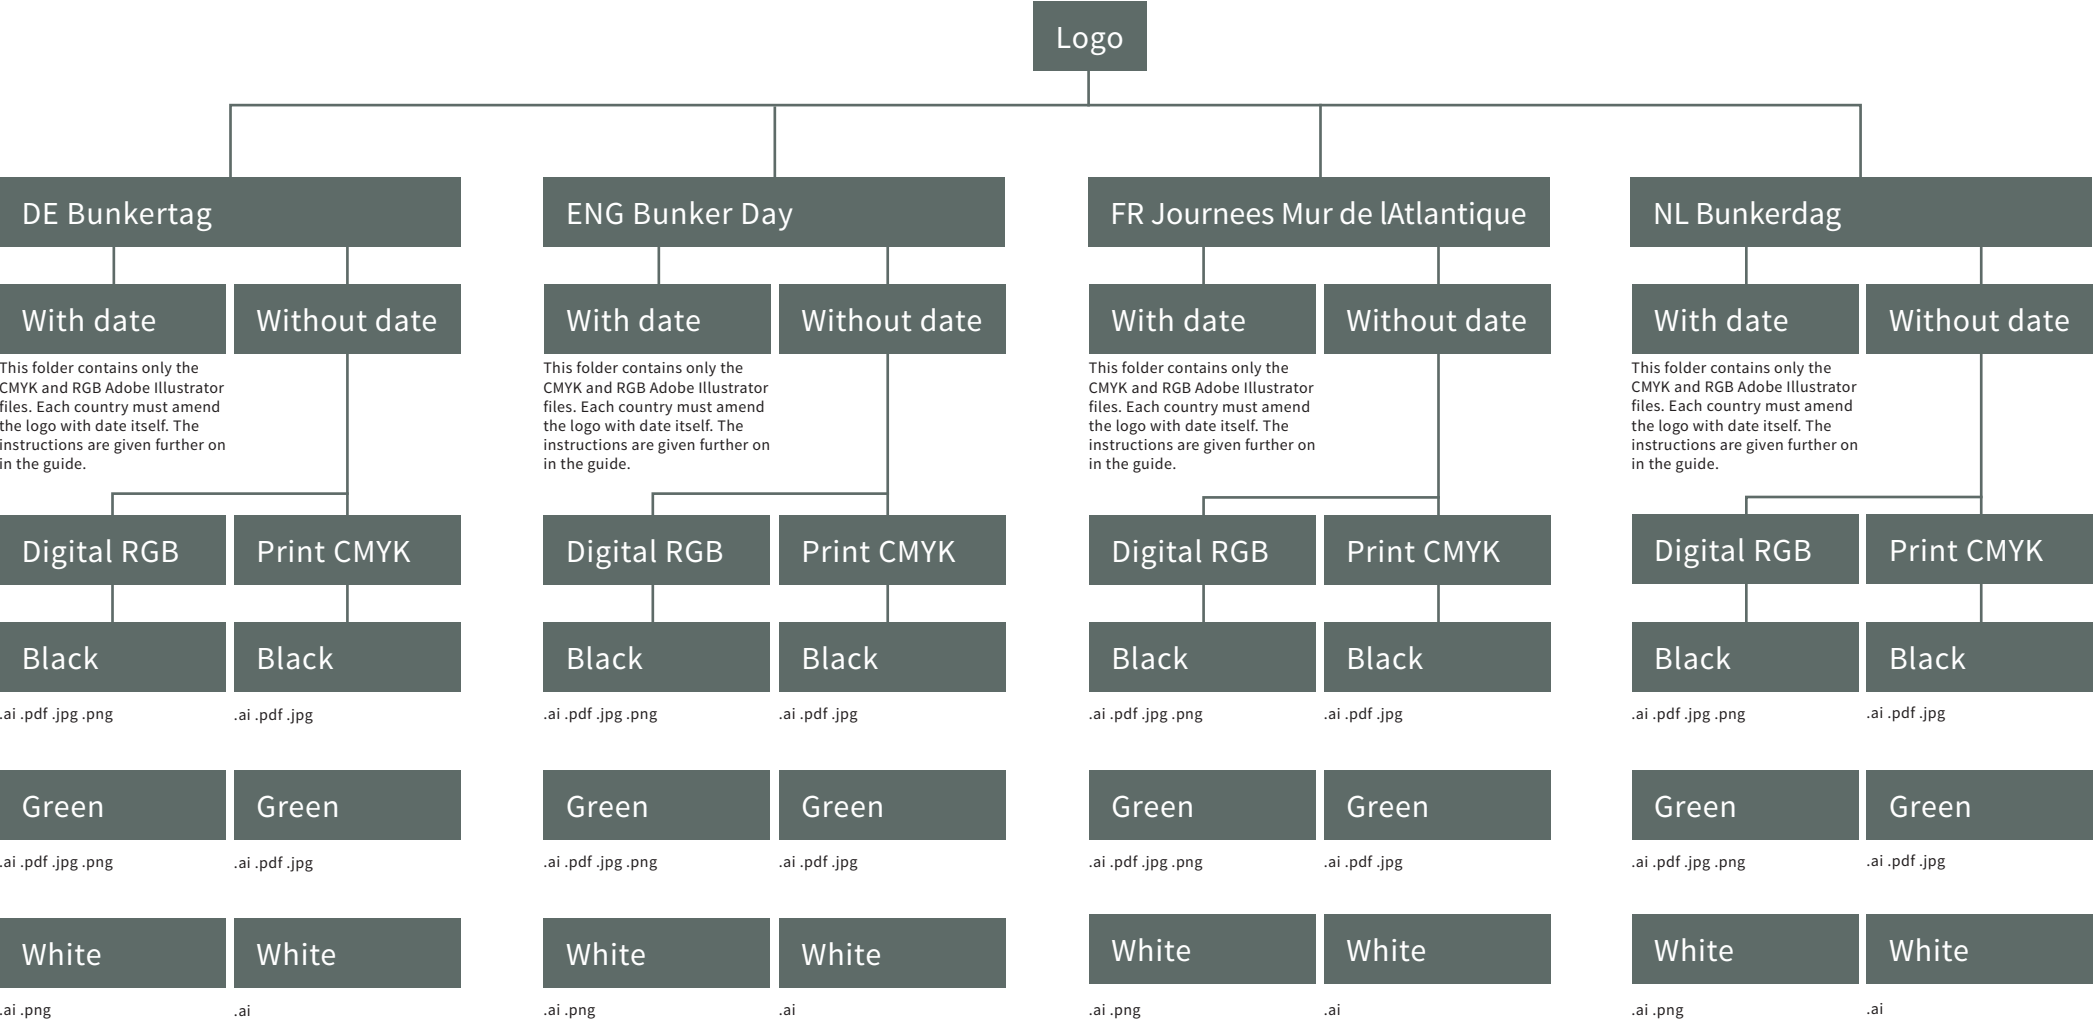 Logo
DE Bunkertag
ENG Bunker Day
FR Journees Mur de lAtlantique
NL Bunkerdag
With date
Without date
With date
Without date
With date
Without date
With date
Without date
This folder contains only the
CMYK and RGB Adobe Illustrator
files. Each country must amend
the logo with date itself. The
instructions are given further on
in the guide.
This folder contains only the
CMYK and RGB Adobe Illustrator
files. Each country must amend
the logo with date itself. The
instructions are given further on
in the guide.
This folder contains only the
CMYK and RGB Adobe Illustrator
files. Each country must amend
the logo with date itself. The
instructions are given further on
in the guide.
This folder contains only the
CMYK and RGB Adobe Illustrator
files. Each country must amend
the logo with date itself. The
instructions are given further on
in the guide.
Digital RGB
Print CMYK
Digital RGB
Print CMYK
Digital RGB
Print CMYK
Digital RGB
Print CMYK
Black
Black
Black
Black
Black
Black
Black
Black
.ai .pdf .jpg .png
.ai .pdf .jpg
.ai .pdf .jpg .png
.ai .pdf .jpg
.ai .pdf .jpg .png
.ai .pdf .jpg
.ai .pdf .jpg .png
.ai .pdf .jpg
Green
Green
Green
Green
Green
Green
Green
Green
.ai .pdf .jpg .png
.ai .pdf .jpg
.ai .pdf .jpg .png
.ai .pdf .jpg
.ai .pdf .jpg .png
.ai .pdf .jpg
.ai .pdf .jpg .png
.ai .pdf .jpg
White
White
White
White
White
White
White
White
.ai .png
.ai
.ai .png
.ai
.ai .png
.ai
.ai .png
.ai